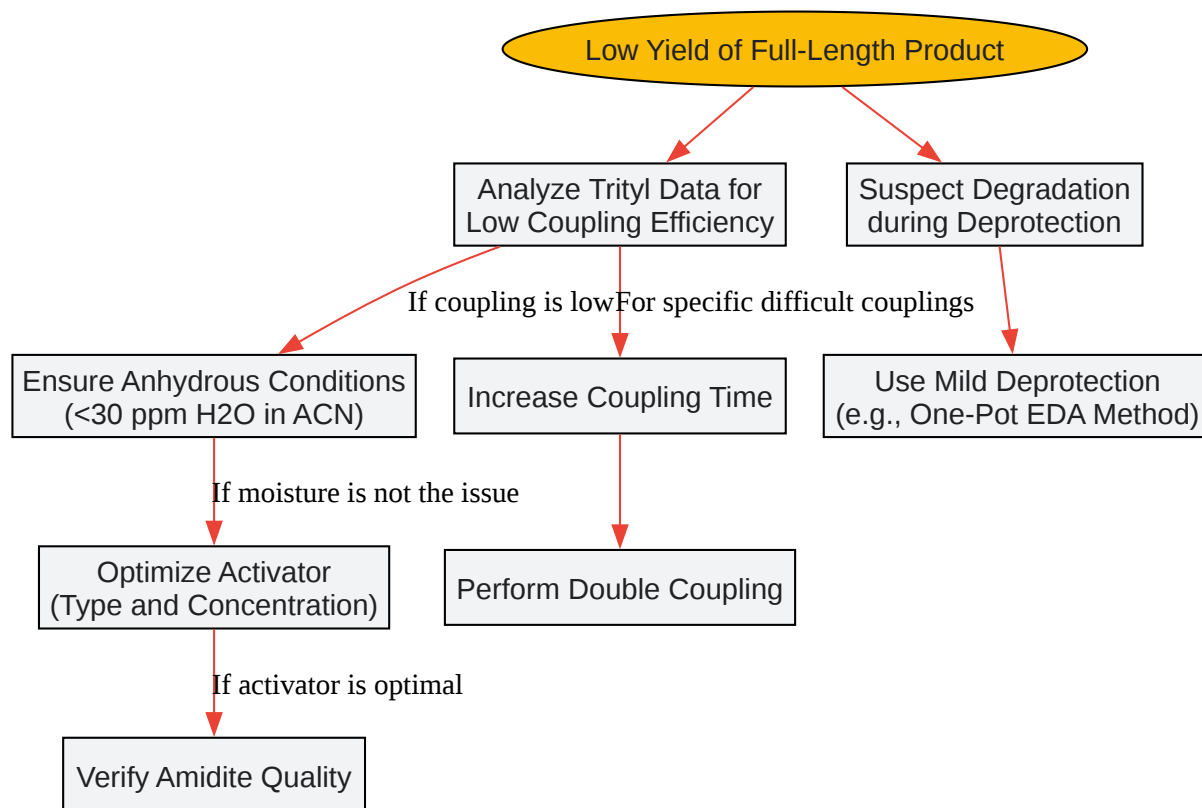 Low Yield of Full-Length Product
Analyze Trityl Data for
Low Coupling Efficiency
Suspect Degradation
during Deprotection
If coupling is low
For specific difficult couplings
Ensure Anhydrous Conditions
(<30 ppm H2O in ACN)
Increase Coupling Time
Use Mild Deprotection
(e.g., One-Pot EDA Method)
If moisture is not the issue
Optimize Activator
(Type and Concentration)
Perform Double Coupling
If activator is optimal
Verify Amidite Quality